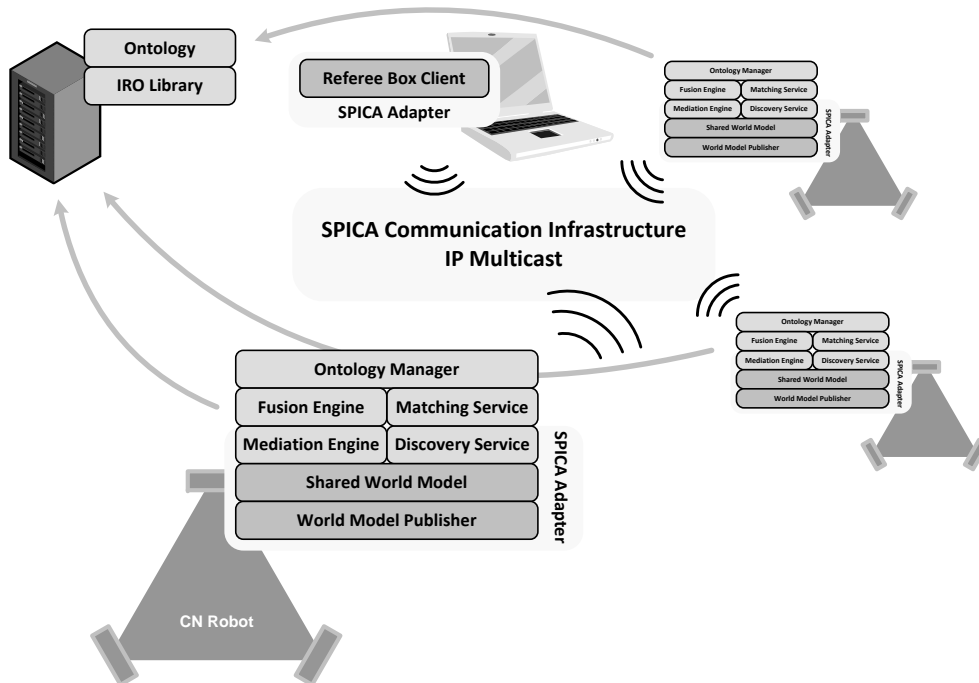 Ontology
IRO Library
Referee Box Client
SPICA Adapter
Ontology Manager
Fusion Engine
Matching Service
Mediation Engine
Discovery Service
Shared World Model
World Model Publisher
SPICA Adapter
SPICA Communication Infrastructure
IP Multicast
Ontology Manager
Fusion Engine
Matching Service
Mediation Engine
Discovery Service
Shared World Model
World Model Publisher
SPICA Adapter
Ontology Manager
Fusion Engine
Matching Service
Mediation Engine
Discovery Service
Shared World Model
World Model Publisher
SPICA Adapter
CN Robot